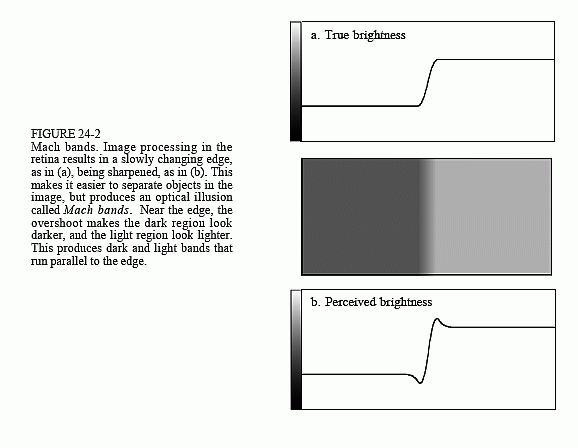 a. True brightness
FIGURE 24-2
Mach bands. Image processing in the
retina results in a slowly changing edge,
as in (a), being sharpened, as in (b). This
makes it easier to separate objects in the
image, but produces an optical illusion
called Mach bands. Near the edge, the
overshoot makes the dark region look
darker, and the light region look lighter.
This produces dark and light bands that
run parallel to the edge.
b. Perceived brightness